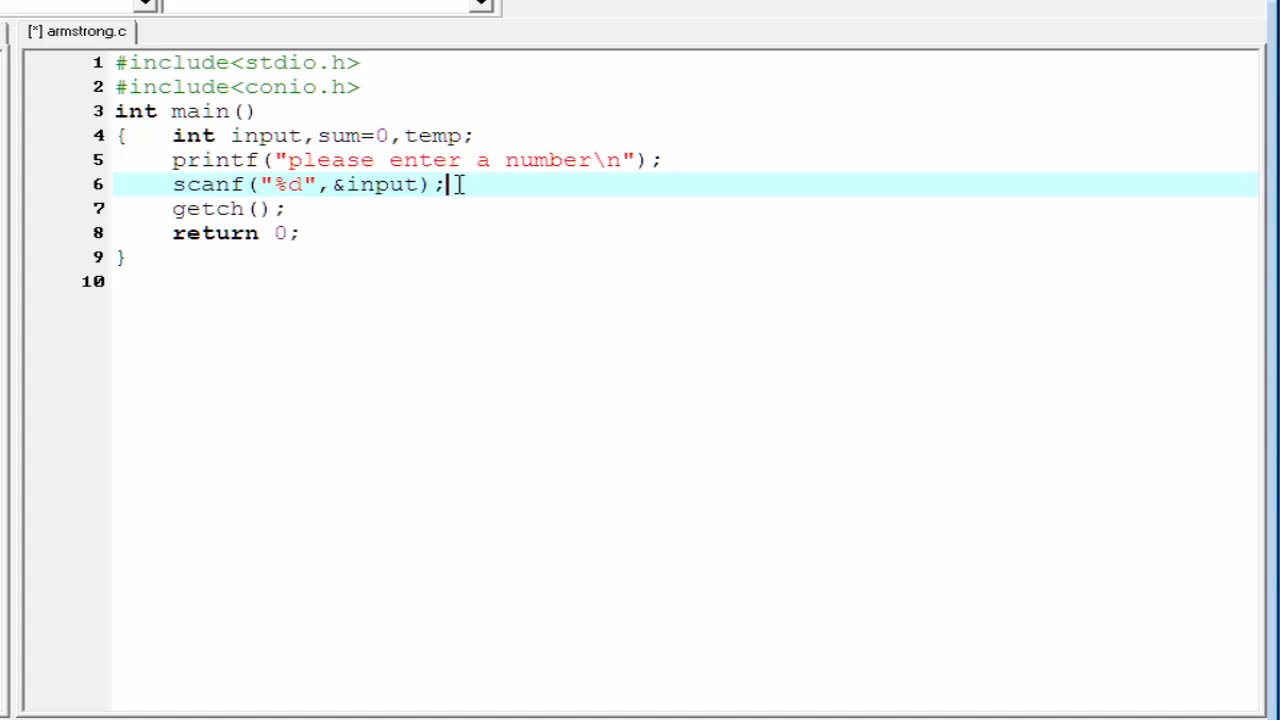 [*] armstrong.c
1 #include<stdio.h>
2 #include<conio.h>
3 int main()
4 {    int input,sum=0,temp;
5     printf("please enter a number\n");
6     scanf("%d",&input);
7     getch();
8     return 0;
9 }
10